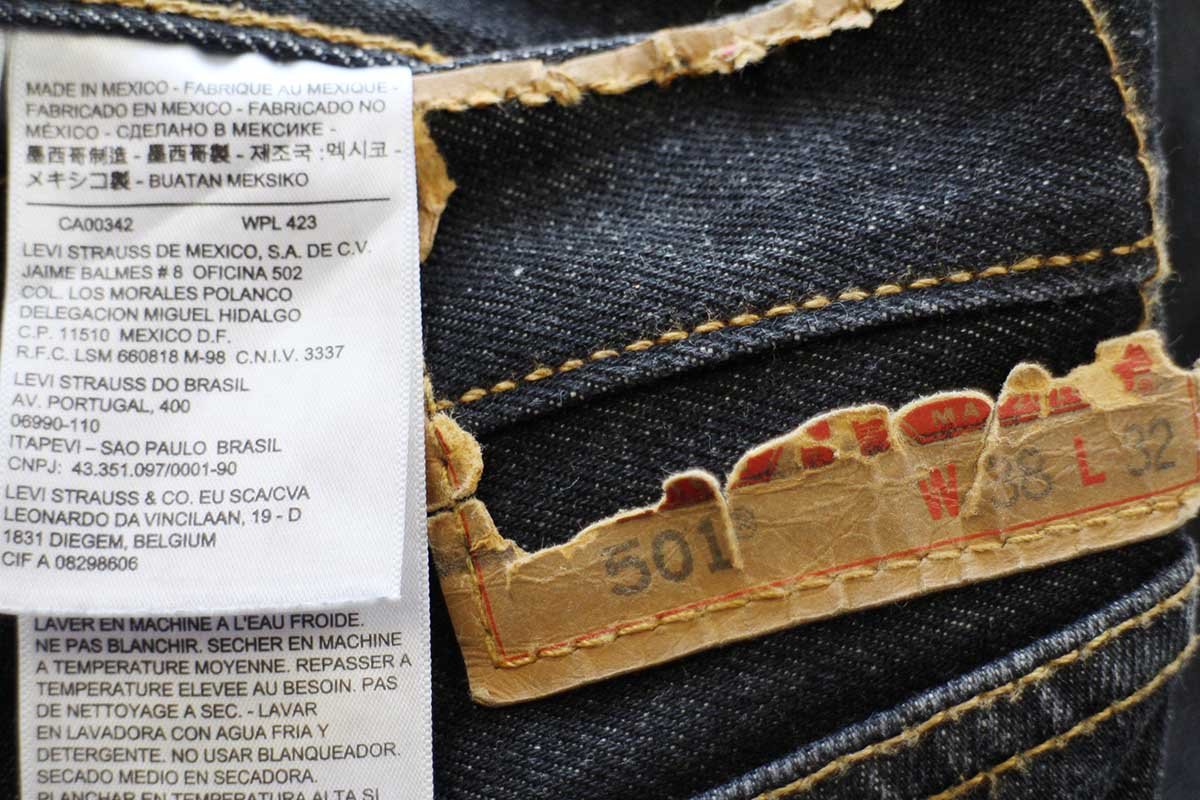 MADE IN MEXICO - FABRIQUE AU MEXIQUE -
FABRICADO EN MEXICO - FABRICADO NO
MÉXICO - СДЕЛАНО В МЕКСИКЕ -
墨西哥制造 - 墨西哥製 - 제조국 :멕시코 -
メキシコ製 - BUATAN MEKSIKO
CA00342 WPL 423
LEVI STRAUSS DE MEXICO, S.A. DE C.V.
JAIME BALMES # 8 OFICINA 502
COL. LOS MORALES POLANCO
DELEGACION MIGUEL HIDALGO
C.P. 11510 MEXICO D.F.
R.F.C. LSM 660818 M-98 C.N.I.V. 3337
LEVI STRAUSS DO BRASIL
AV. PORTUGAL, 400
06990-110
ITAPEVI – SAO PAULO BRASIL
CNPJ: 43.351.097/0001-90
LEVI STRAUSS & CO. EU SCA/CVA
LEONARDO DA VINCILAAN, 19 - D
1831 DIEGEM, BELGIUM
CIF A 08298606
LAVER EN MACHINE A L'EAU FROIDE.
NE PAS BLANCHIR. SECHER EN MACHINE
A TEMPERATURE MOYENNE. REPASSER A
TEMPERATURE ELEVEE AU BESOIN. PAS
DE NETTOYAGE A SEC. - LAVAR
EN LAVADORA CON AGUA FRIA Y
DETERGENTE. NO USAR BLANQUEADOR.
SECADO MEDIO EN SECADORA.
PLANCHAR EN TEMPERATURA ALTA SI
MA
501® W 38 L 32